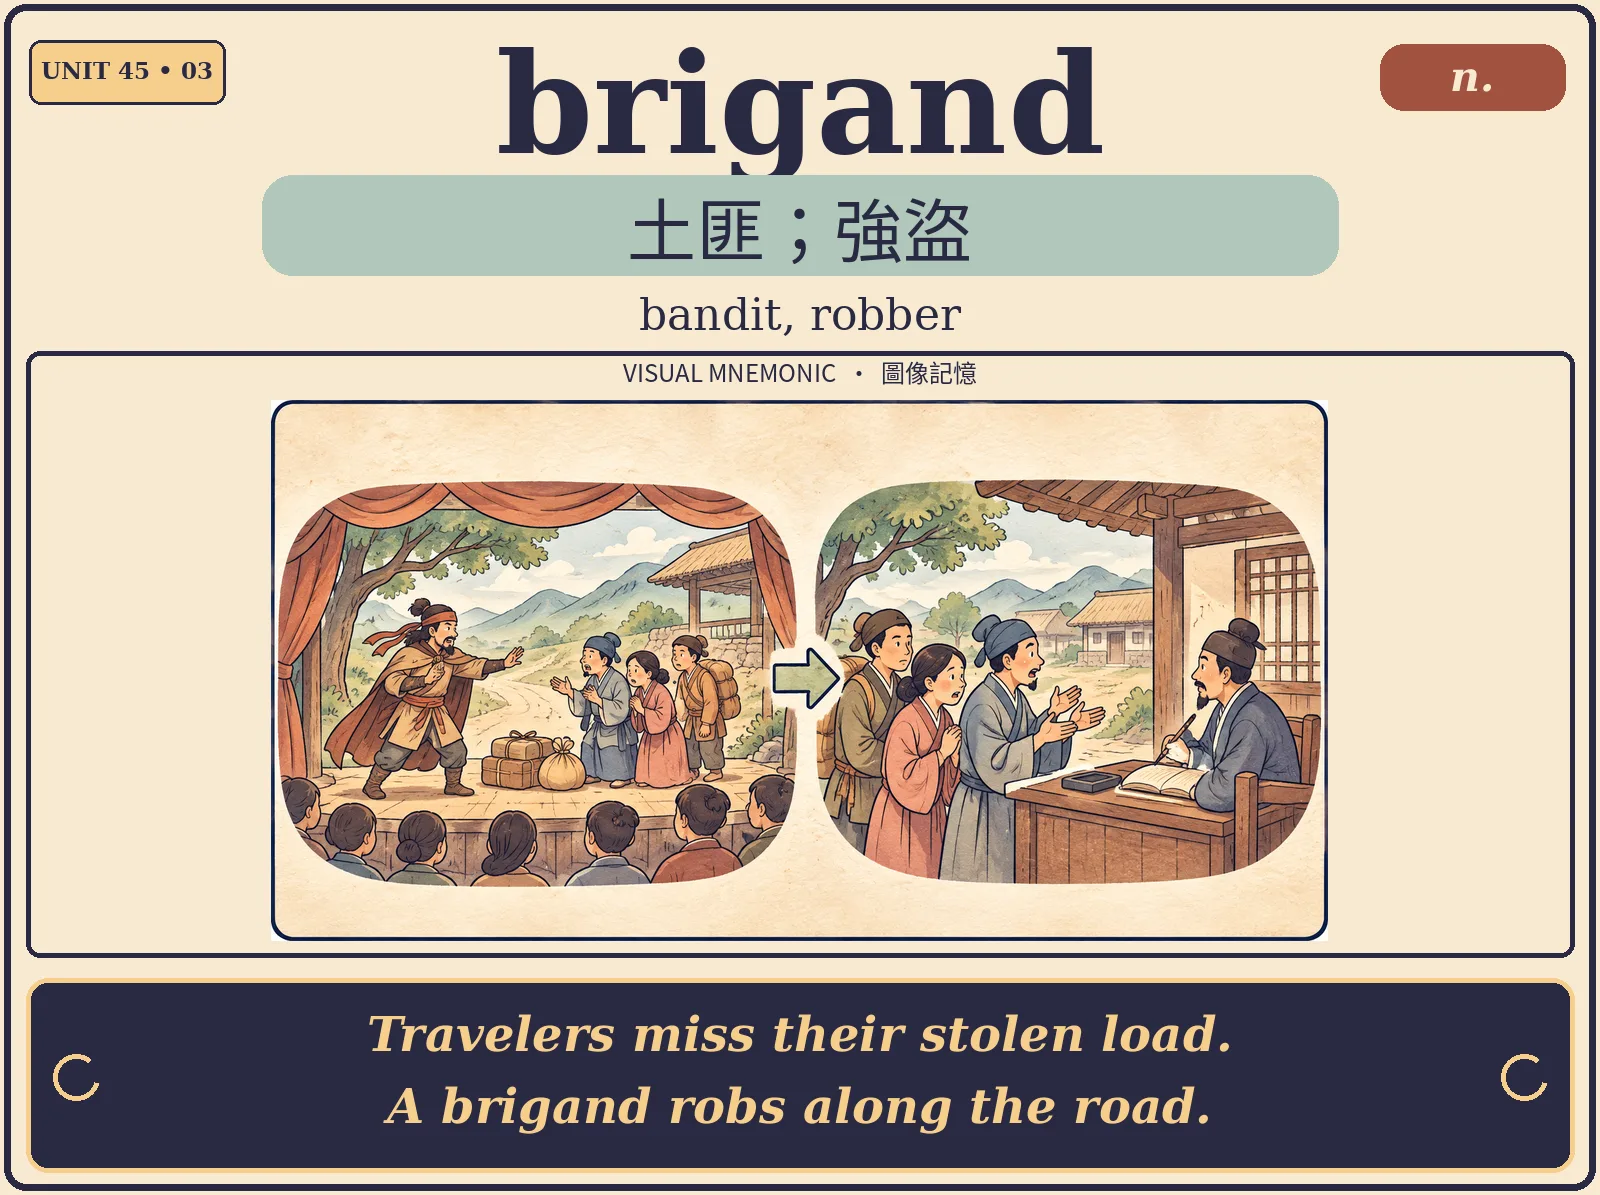 UNIT 45 • 03
brigand
n.
土匪；強盜
bandit, robber
VISUAL MNEMONIC • 圖像記憶
Travelers miss their stolen load.
A brigand robs along the road.